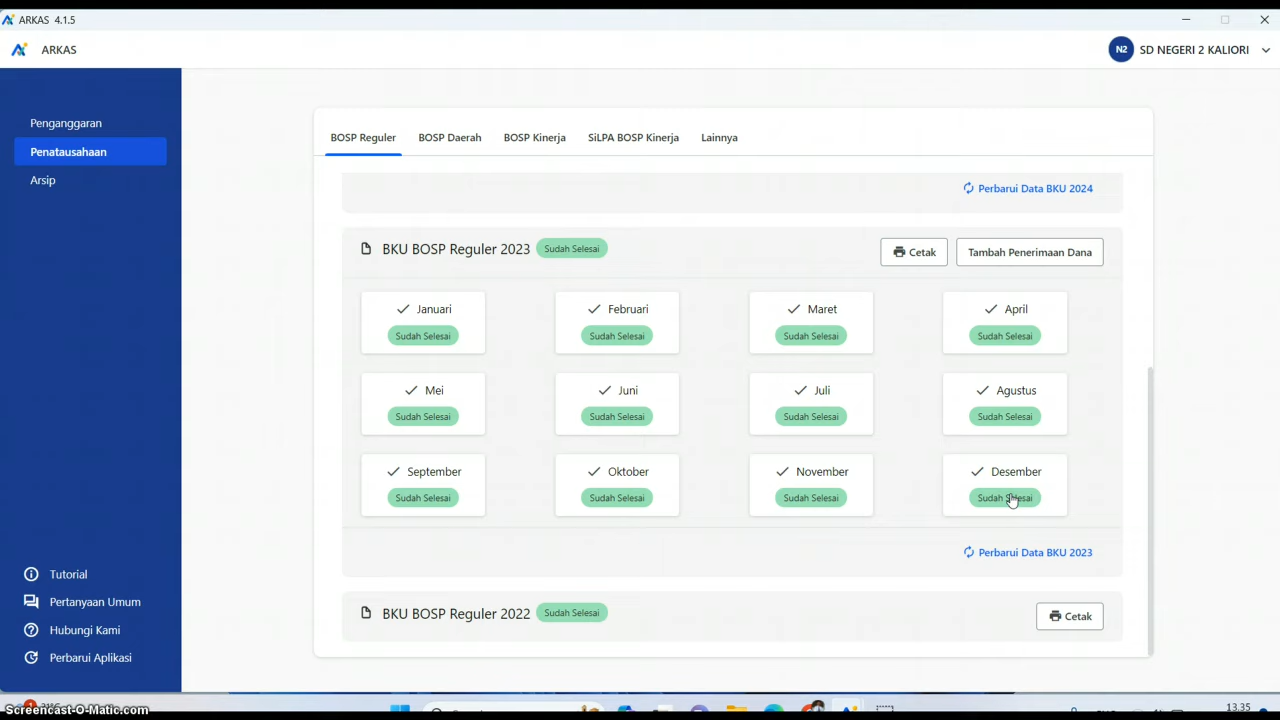 ARKAS 4.1.5
ARKAS
N2 SD NEGERI 2 KALIORI
Penganggaran
Penatausahaan
Arsip
BOSP Reguler BOSP Daerah BOSP Kinerja SiLPA BOSP Kinerja Lainnya
Perbarui Data BKU 2024
BKU BOSP Reguler 2023 Sudah Selesai Cetak Tambah Penerimaan Dana
Januari Februari Maret April
Sudah Selesai Sudah Selesai Sudah Selesai Sudah Selesai
Mei Juni Juli Agustus
Sudah Selesai Sudah Selesai Sudah Selesai Sudah Selesai
September Oktober November Desember
Sudah Selesai Sudah Selesai Sudah Selesai Sudah Selesai
Perbarui Data BKU 2023
BKU BOSP Reguler 2022 Sudah Selesai Cetak
Tutorial
Pertanyaan Umum
Hubungi Kami
Perbarui Aplikasi
Screencast-O-Matic.com
13.35